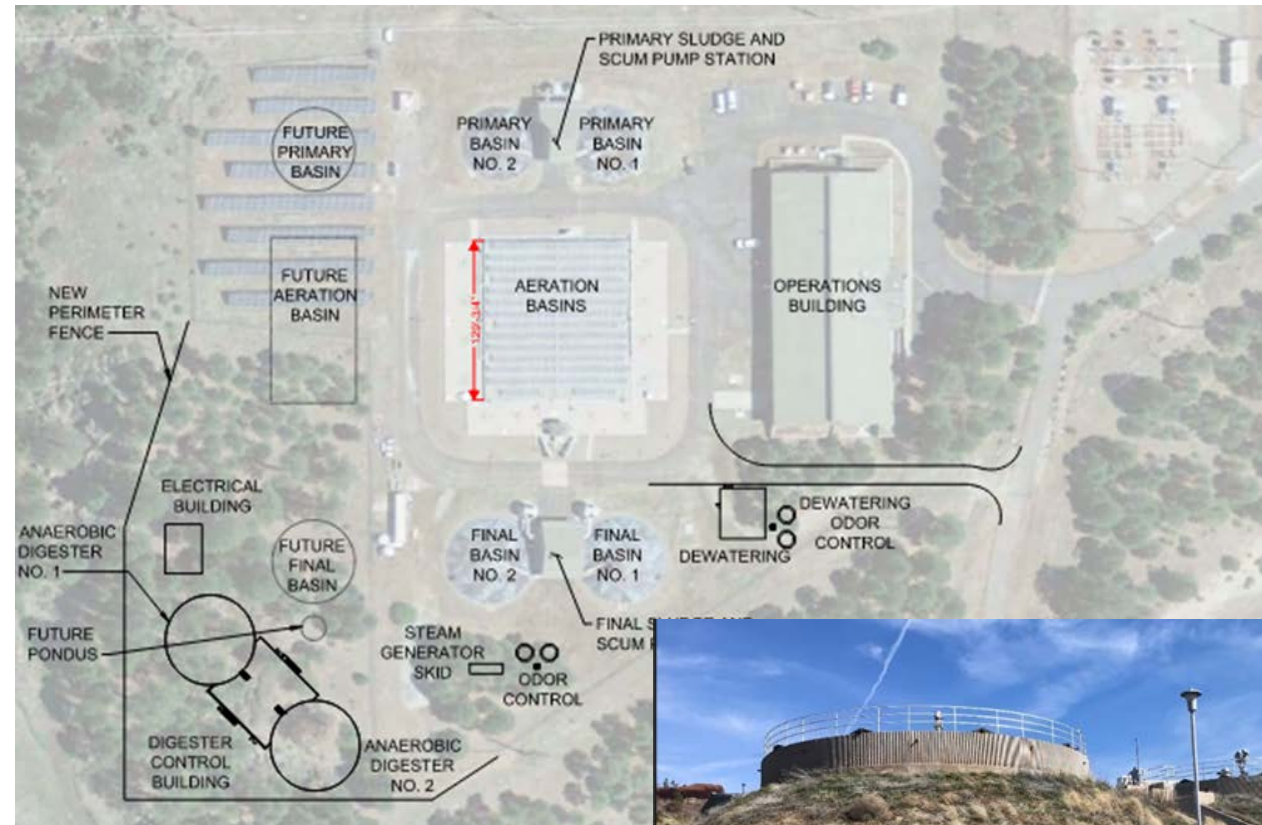 PRIMARY SLUDGE AND
SCUM PUMP STATION
FUTURE
PRIMARY
BASIN
PRIMARY
BASIN
NO. 2
PRIMARY
BASIN
NO. 1
NEW
PERIMETER
FENCE
FUTURE
AERATION
BASIN
AERATION
BASINS
OPERATIONS
BUILDING
ELECTRICAL
BUILDING
ANAEROBIC
DIGESTER
NO. 1
FUTURE
FINAL
BASIN
FINAL
BASIN
NO. 2
FINAL
BASIN
NO. 1
DEWATERING
DEWATERING
ODOR
CONTROL
FUTURE
PONDUS
STEAM
GENERATOR
SKID
ODOR
CONTROL
FINAL
SCUM
DIGESTER
CONTROL
BUILDING
ANAEROBIC
DIGESTER
NO. 2